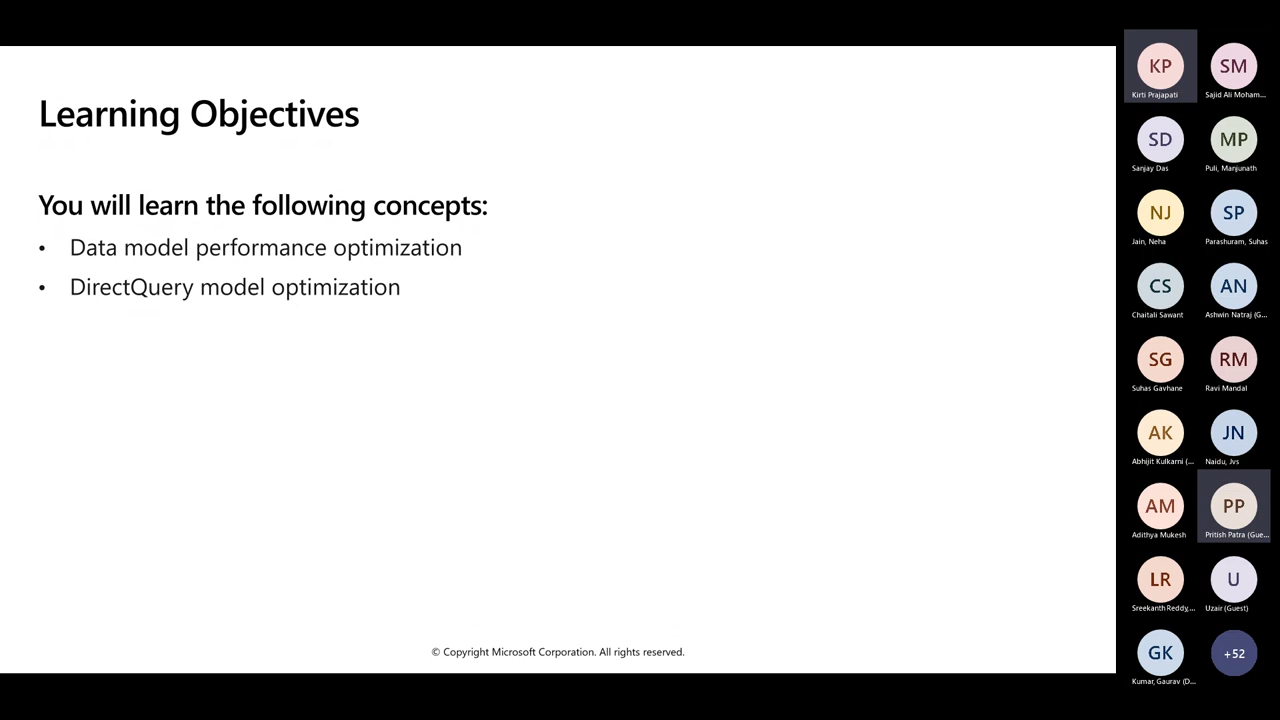 Learning Objectives
You will learn the following concepts:
• Data model performance optimization
• DirectQuery model optimization
© Copyright Microsoft Corporation. All rights reserved.
KP
Kirti Prajapati
SM
Sajid Ali Moham...
SD
Sanjay Das
MP
Puli, Manjunath
NJ
Jain, Neha
SP
Parashuram, Suhas
CS
Chaitali Sawant
AN
Ashwin Natraj (G...
SG
Suhas Gavhane
RM
Ravi Mandal
AK
Abhijit Kulkarni (...
JN
Naidu, Jvs
AM
Adithya Mukesh
PP
Pritish Patra (Gue...
LR
Sreekanth Reddy,...
U
Uzair (Guest)
GK
Kumar, Gaurav (D...
+52